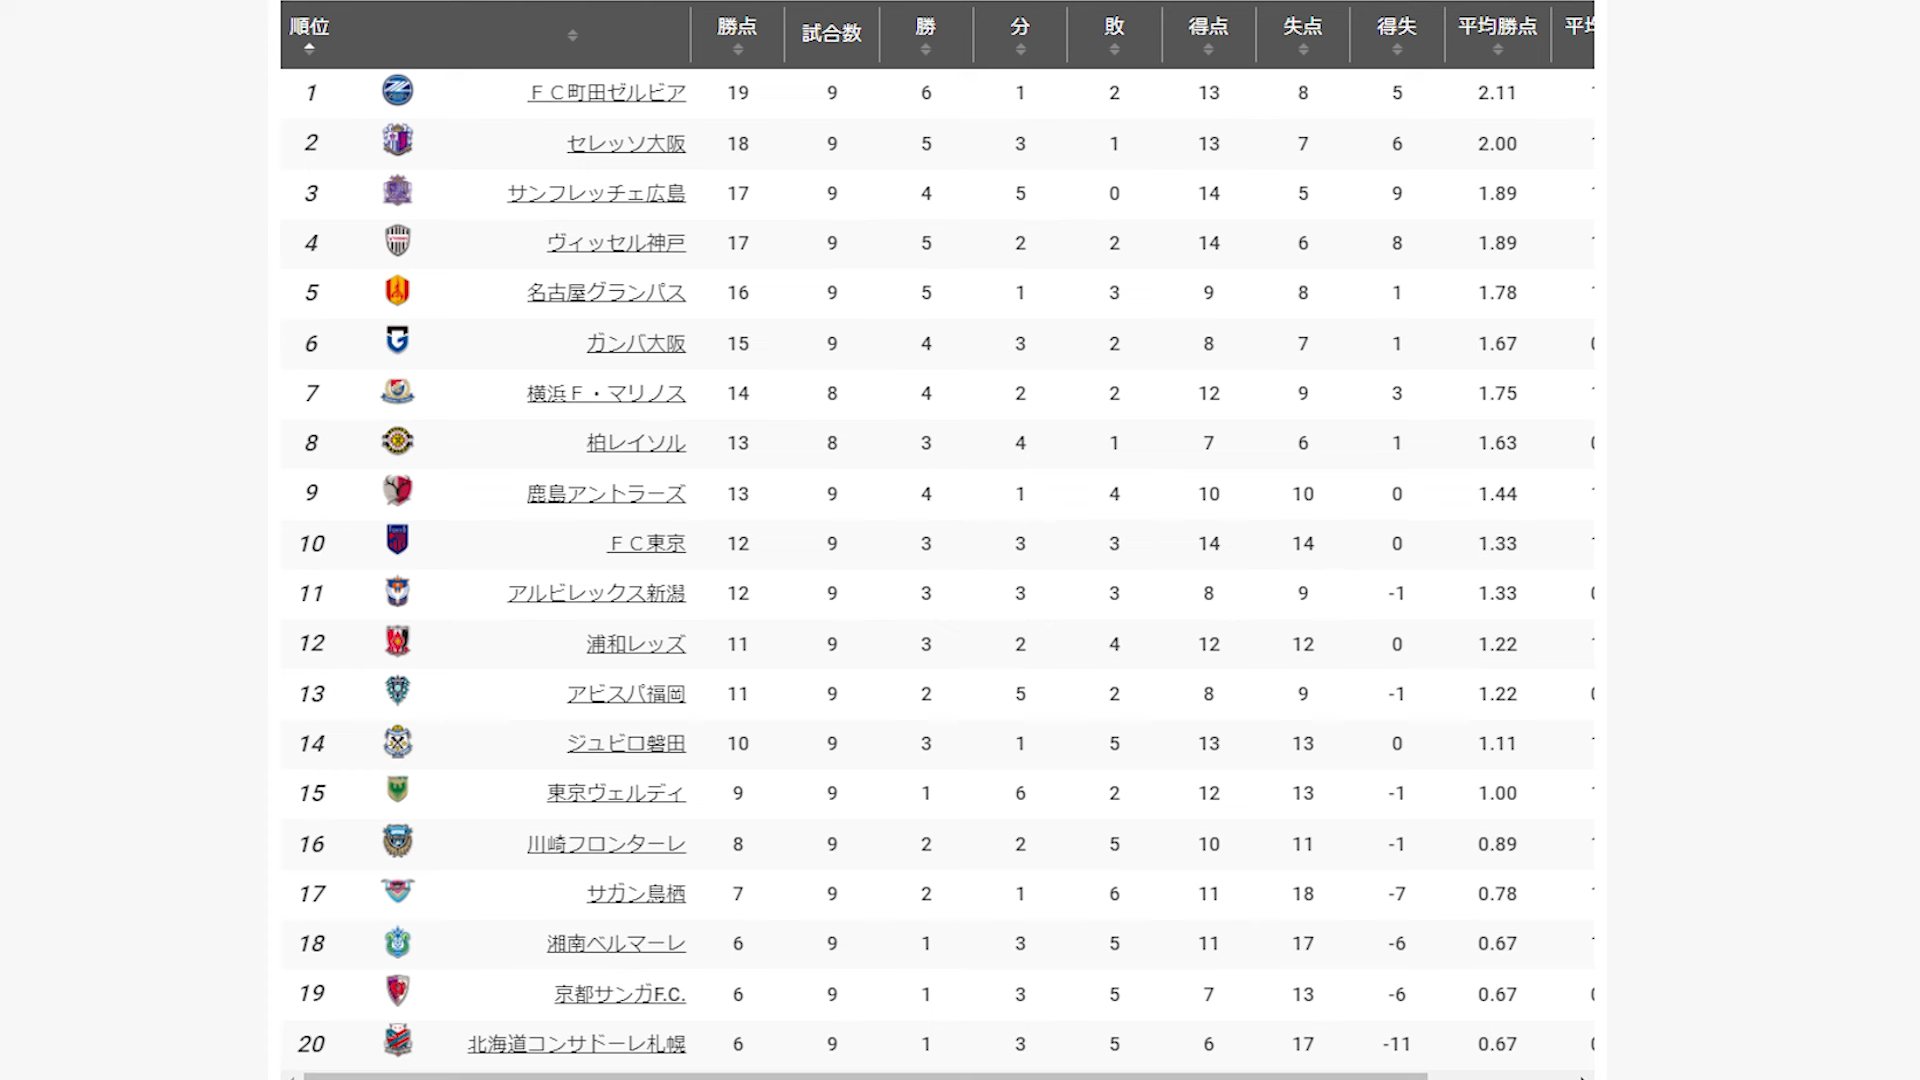 順位 勝点 試合数 勝 分 敗 得点 失点 得失 平均勝点
1 ＦＣ町田ゼルビア 19 9 6 1 2 13 8 5 2.11
2 セレッソ大阪 18 9 5 3 1 13 7 6 2.00
3 サンフレッチェ広島 17 9 4 5 0 14 5 9 1.89
4 ヴィッセル神戸 17 9 5 2 2 14 6 8 1.89
5 名古屋グランパス 16 9 5 1 3 9 8 1 1.78
6 ガンバ大阪 15 9 4 3 2 8 7 1 1.67
7 横浜Ｆ・マリノス 14 8 4 2 2 12 9 3 1.75
8 柏レイソル 13 8 3 4 1 7 6 1 1.63
9 鹿島アントラーズ 13 9 4 1 4 10 10 0 1.44
10 ＦＣ東京 12 9 3 3 3 14 14 0 1.33
11 アルビレックス新潟 12 9 3 3 3 8 9 -1 1.33
12 浦和レッズ 11 9 3 2 4 12 12 0 1.22
13 アビスパ福岡 11 9 2 5 2 8 9 -1 1.22
14 ジュビロ磐田 10 9 3 1 5 13 13 0 1.11
15 東京ヴェルディ 9 9 1 6 2 12 13 -1 1.00
16 川崎フロンターレ 8 9 2 2 5 10 11 -1 0.89
17 サガン鳥栖 7 9 2 1 6 11 18 -7 0.78
18 湘南ベルマーレ 6 9 1 3 5 11 17 -6 0.67
19 京都サンガF.C. 6 9 1 3 5 7 13 -6 0.67
20 北海道コンサドーレ札幌 6 9 1 3 5 6 17 -11 0.67